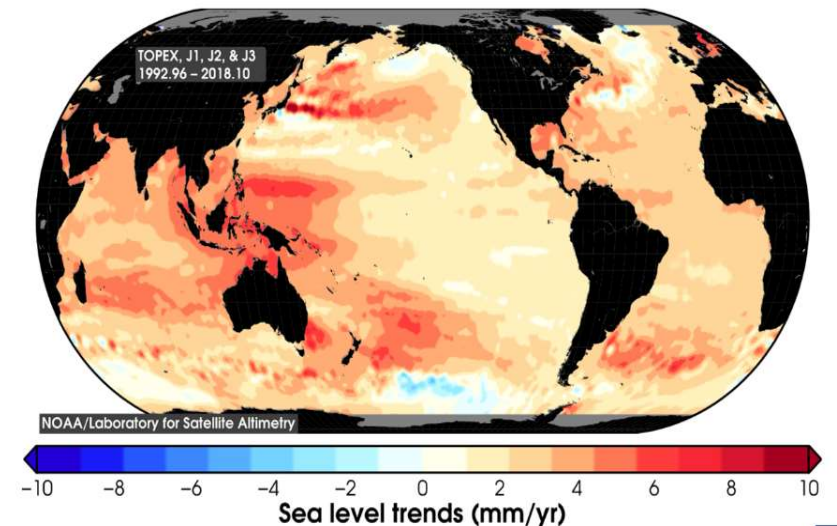 TOPEX, J1, J2, & J3
1992.96 – 2018.10
NOAA/Laboratory for Satellite Altimetry
−10 −8 −6 −4 −2 0 2 4 6 8 10
Sea level trends (mm/yr)